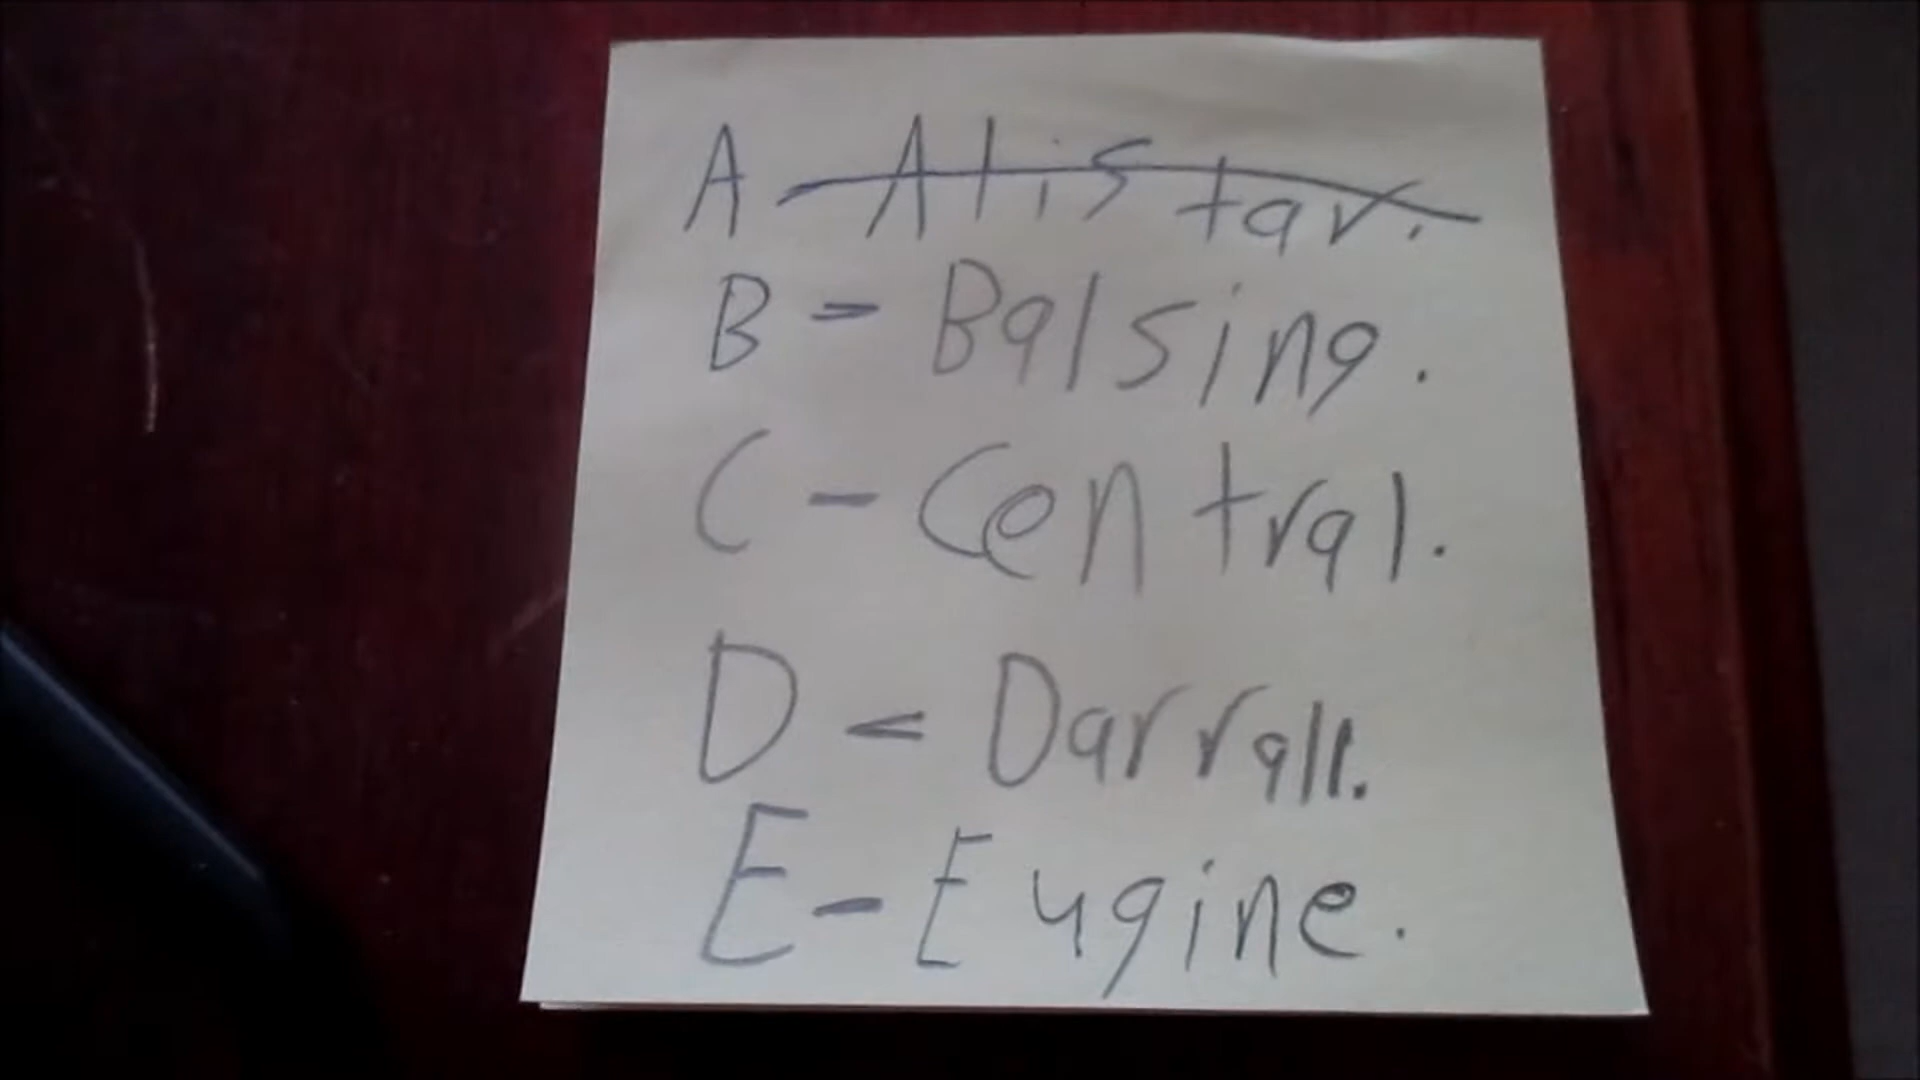 A - Alistar.
B - Balsing.
C - Central.
D - Darrall.
E - Eugine.